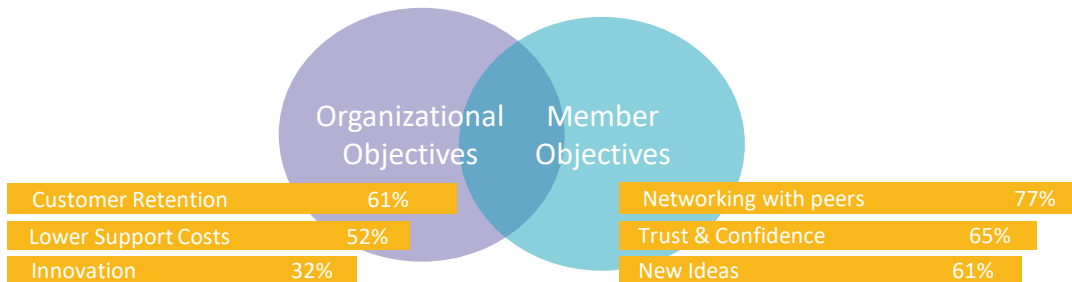 Organizational
Objectives
Member
Objectives
Customer Retention 61%
Lower Support Costs 52%
Innovation 32%
Networking with peers 77%
Trust & Confidence 65%
New Ideas 61%